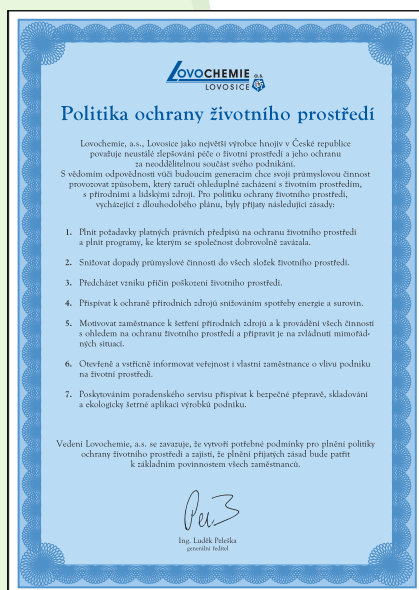 LOVOCHEMIE a.s.
LOVOSICE
Politika ochrany životního prostředí
Lovochemie, a.s., Lovosice jako největší výrobce hnojiv v České republice
považuje neustálé zlepšování péče o životní prostředí a jeho ochranu
za neoddělitelnou součást svého podnikání.
S vědomím odpovědnosti vůči budoucím generacím chce svoji průmyslovou činnost
provozovat způsobem, který zaručí ohleduplné zacházení s životním prostředím,
s přírodními a lidskými zdroji. Pro politiku ochrany životního prostředí,
vycházející z dlouhodobého plánu, byly přijaty následující zásady:
1. Plnit požadavky platných právních předpisů na ochranu životního prostředí
a plnit programy, ke kterým se společnost dobrovolně zavázala.
2. Snižovat dopady průmyslové činnosti do všech složek životního prostředí.
3. Předcházet vzniku příčin poškození životního prostředí.
4. Přispívat k ochraně přírodních zdrojů snižováním spotřeby energie a surovin.
5. Motivovat zaměstnance k šetření přírodních zdrojů a k provádění všech činností
s ohledem na ochranu životního prostředí a připravit je na zvládnutí mimořád-
ných situací.
6. Otevřeně a vstřícně informovat veřejnost i vlastní zaměstnance o vlivu podniku
na životní prostředí.
7. Poskytováním poradenského servisu přispívat k bezpečné přepravě, skladování
a ekologicky šetrné aplikaci výrobků podniku.
Vedení Lovochemie, a.s. se zavazuje, že vytvoří potřebné podmínky pro plnění politiky
ochrany životního prostředí a zajistí, že plnění přijatých zásad bude patřit
k základním povinnostem všech zaměstnanců.
Ing. Luděk Peleška
generální ředitel